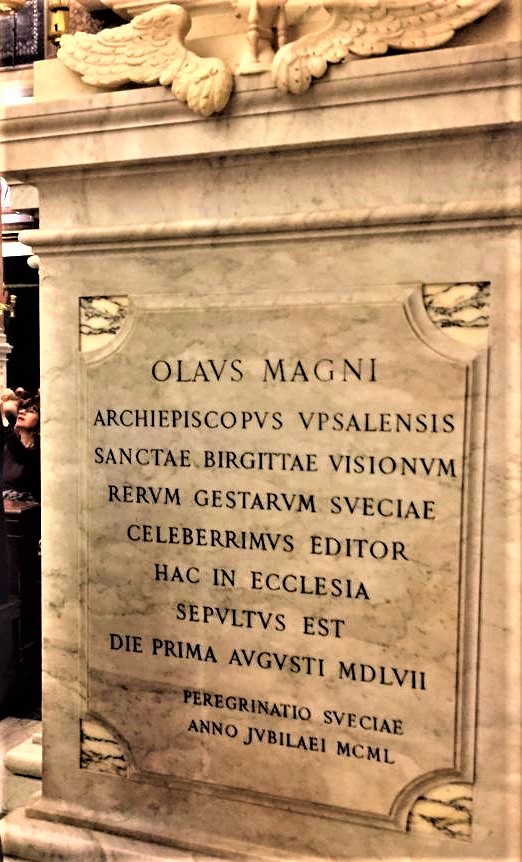 OLAVS MAGNI
ARCHIEPISCOPVS VPSALENSIS
SANCTAE BIRGITTAE VISIONVM
RERVM GESTARVM SVECIAE
CELEBERRIMVS EDITOR
HAC IN ECCLESIA
SEPVLTVS EST
DIE PRIMA AVGVSTI MDLVII
PEREGRINATIO SVECIAE
ANNO JVBILAEI MCML